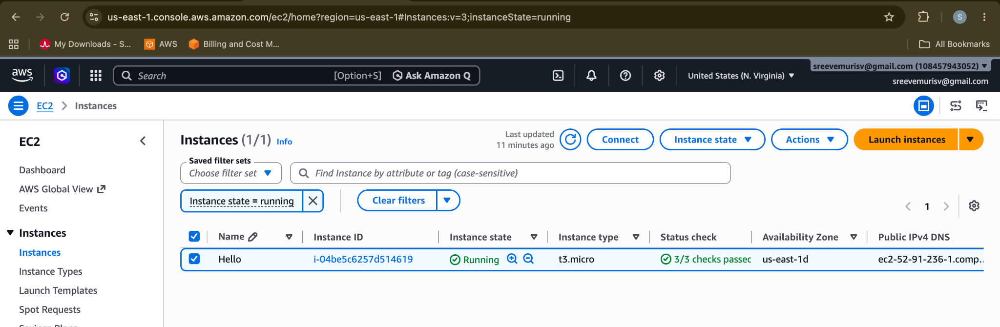 us-east-1.console.aws.amazon.com/ec2/home?region=us-east-1#Instances:v=3;instanceState=running
S
My Downloads - S...
AWS
Billing and Cost M...
All Bookmarks
aws
Search
[Option+S]
Ask Amazon Q
United States (N. Virginia)
sreevemurisv@gmail.com (108457943052)
sreevemurisv@gmail.com
EC2
Instances
EC2
Dashboard
AWS Global View
Events
Instances
Instances
Instance Types
Launch Templates
Spot Requests
Instances (1/1) Info
Last updated
11 minutes ago
Connect
Instance state
Actions
Launch instances
Saved filter sets
Choose filter set
Find Instance by attribute or tag (case-sensitive)
Instance state = running
Clear filters
1
Name Instance ID Instance state Instance type Status check Availability Zone Public IPv4 DNS
Hello i-04be5c6257d514619 Running t3.micro 3/3 checks passed us-east-1d ec2-52-91-236-1.comp...